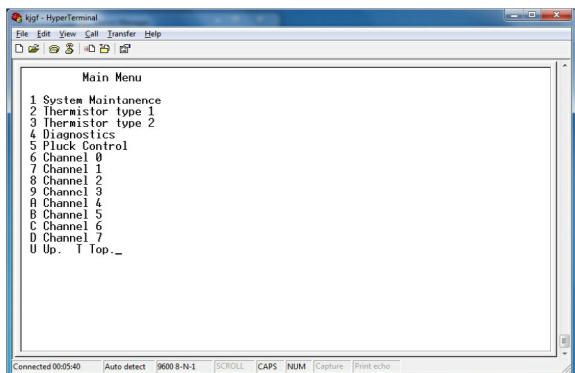 kjgf - HyperTerminal
File Edit View Call Transfer Help
Main Menu
1 System Maintanence
2 Thermistor type 1
3 Thermistor type 2
4 Diagnostics
5 Pluck Control
6 Channel 0
7 Channel 1
8 Channel 2
9 Channel 3
A Channel 4
B Channel 5
C Channel 6
D Channel 7
U Up. T Top._
Connected 00:05:40 Auto detect 9600 8-N-1 SCROLL CAPS NUM Capture Print echo